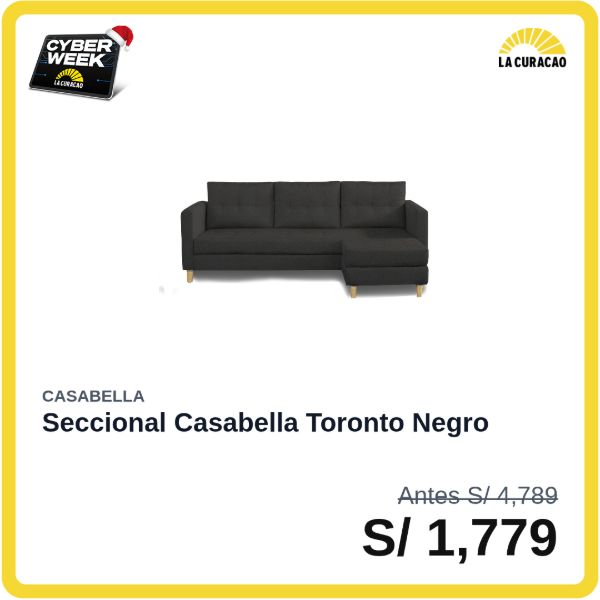 CYBER
WEEK
LA CURACAO
LA CURACAO
CASABELLA
Seccional Casabella Toronto Negro
Antes S/ 4,789
S/ 1,779